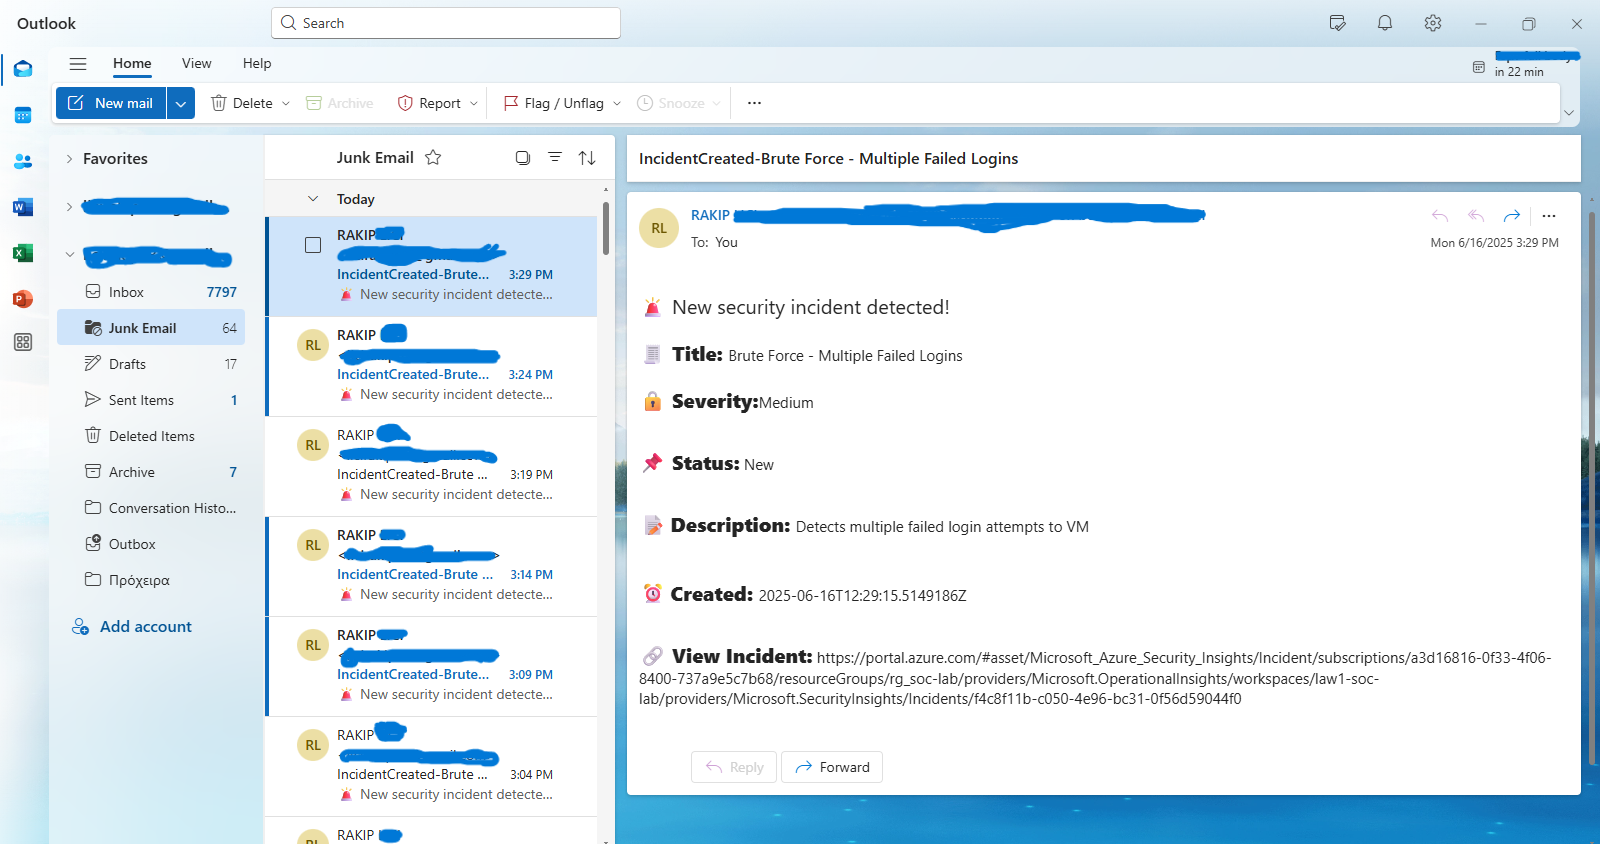 Outlook
Search
Home View Help
in 22 min
New mail Delete Archive Report Flag / Unflag Snooze ...
Favorites
Inbox 7797
Junk Email 64
Drafts 17
Sent Items 1
Deleted Items
Archive 7
Conversation Histo...
Outbox
Πρόχειρα
Add account
Junk Email
Today
RAKIP
IncidentCreated-Brute... 3:29 PM
New security incident detecte...
RL
RAKIP
IncidentCreated-Brute... 3:24 PM
New security incident detecte...
RL
RAKIP
IncidentCreated-Brute ... 3:19 PM
New security incident detecte...
RL
RAKIP
IncidentCreated-Brute ... 3:14 PM
New security incident detecte...
RL
RAKIP
IncidentCreated-Brute... 3:09 PM
New security incident detecte...
RL
RAKIP
IncidentCreated-Brute ... 3:04 PM
New security incident detecte...
RL
RAKIP
IncidentCreated-Brute Force - Multiple Failed Logins
RL
RAKIP
To: You
Mon 6/16/2025 3:29 PM
New security incident detected!
Title: Brute Force - Multiple Failed Logins
Severity:Medium
Status: New
Description: Detects multiple failed login attempts to VM
Created: 2025-06-16T12:29:15.5149186Z
View Incident: https://portal.azure.com/#asset/Microsoft_Azure_Security_Insights/Incident/subscriptions/a3d16816-0f33-4f06-
8400-737a9e5c7b68/resourceGroups/rg_soc-lab/providers/Microsoft.OperationalInsights/workspaces/law1-soc-
lab/providers/Microsoft.SecurityInsights/Incidents/f4c8f11b-c050-4e96-bc31-0f56d59044f0
Reply Forward